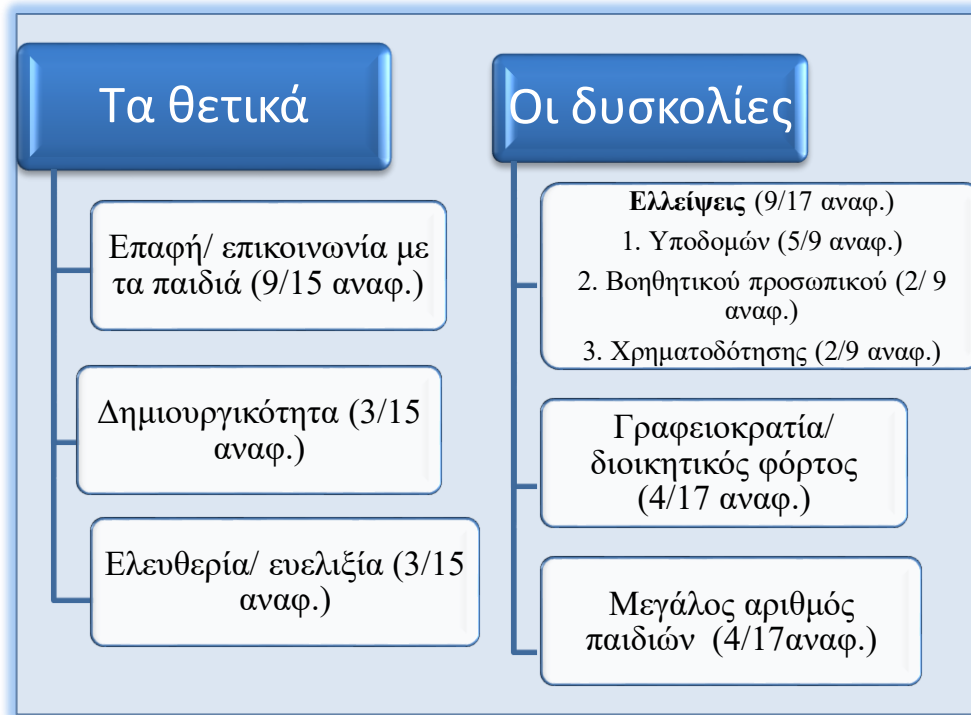 Τα θετικά
Επαφή/ επικοινωνία με
τα παιδιά (9/15 αναφ.)
Δημιουργικότητα (3/15
αναφ.)
Ελευθερία/ ευελιξία (3/15
αναφ.)
Οι δυσκολίες
Ελλείψεις (9/17 αναφ.)
1. Υποδομών (5/9 αναφ.)
2. Βοηθητικού προσωπικού (2/ 9
αναφ.)
3. Χρηματοδότησης (2/9 αναφ.)
Γραφειοκρατία/
διοικητικός φόρτος
(4/17 αναφ.)
Μεγάλος αριθμός
παιδιών  (4/17αναφ.)